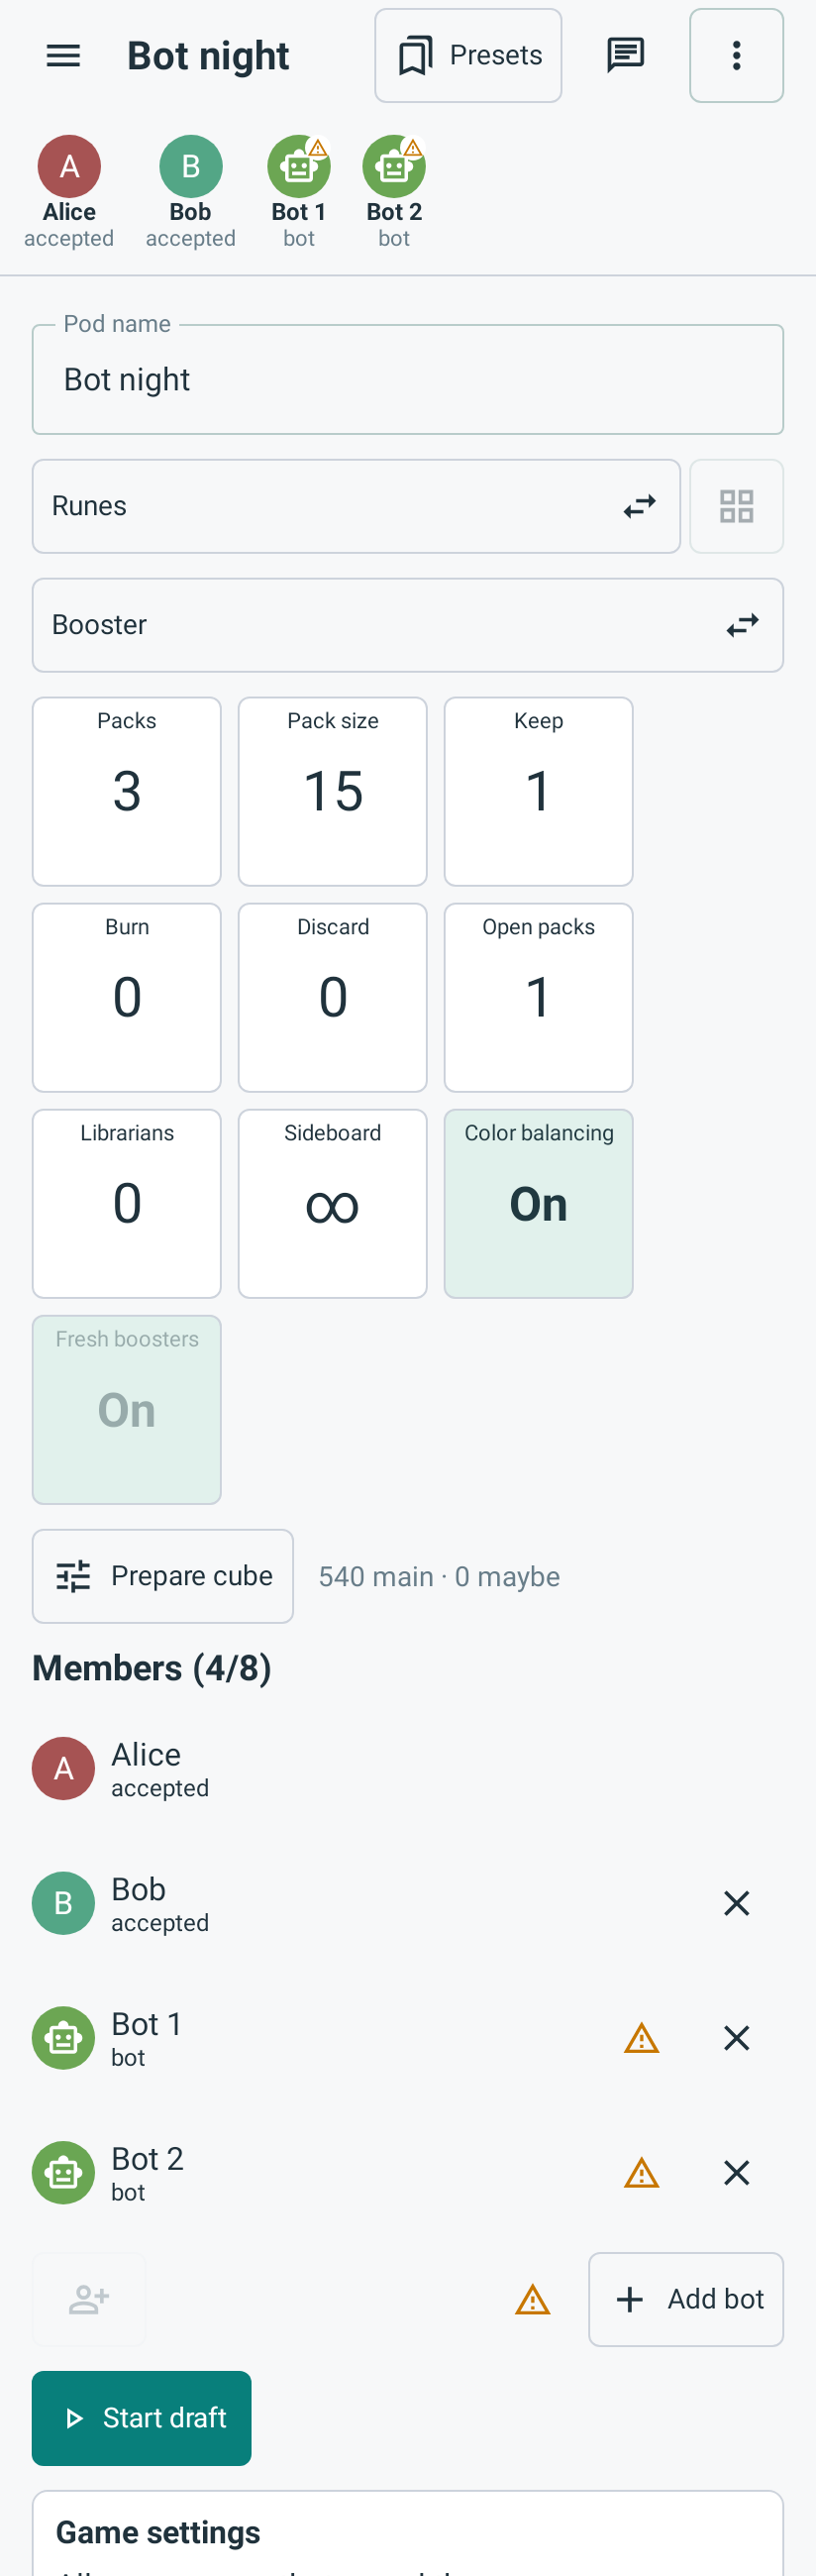 Bot night
Presets
A
B
Alice
Bob
Bot 1
Bot 2
accepted
accepted
bot
bot
Pod name
Bot night
Runes
Booster
Packs
Pack size
Keep
3
15
1
Burn
Discard
Open packs
0
0
1
Librarians
Sideboard
Color balancing
0
∞
On
Fresh boosters
On
Prepare cube
540 main · 0 maybe
Members (4/8)
A
Alice
accepted
B
Bob
accepted
Bot 1
bot
Bot 2
bot
Add bot
Start draft
Game settings